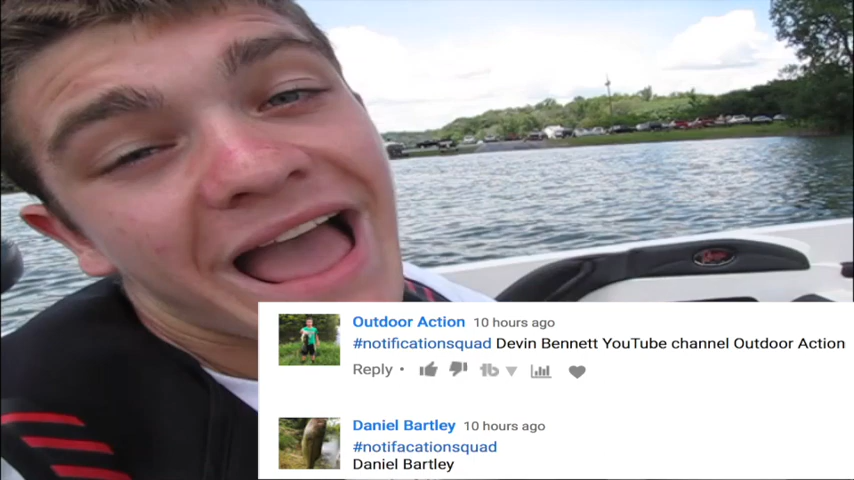 Outdoor Action 10 hours ago
#notificationsquad Devin Bennett YouTube channel Outdoor Action
Reply •
Daniel Bartley 10 hours ago
#notifacationsquad
Daniel Bartley